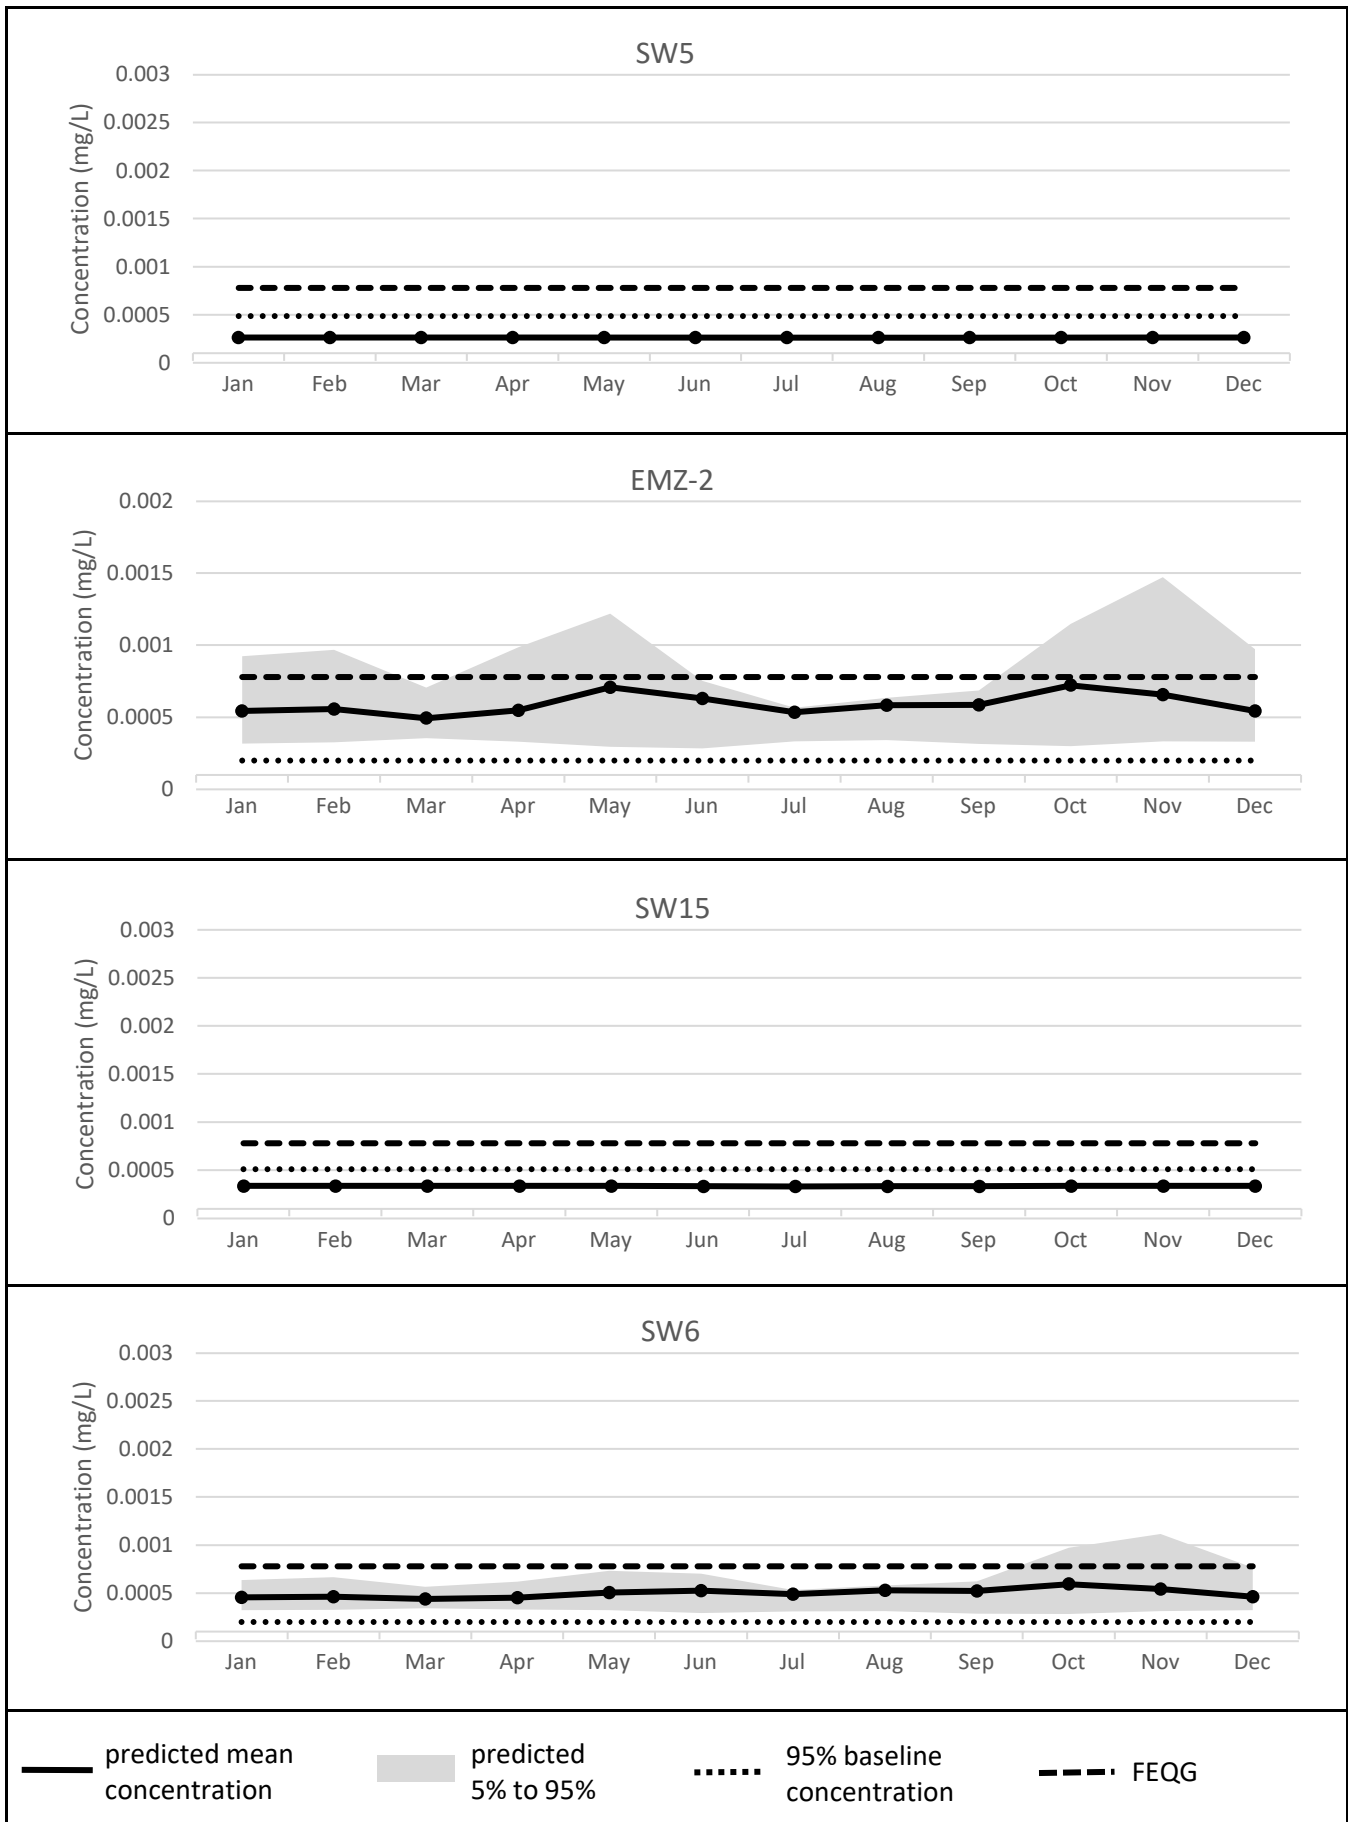 SW5
Concentration (mg/L)
0.003
0.0025
0.002
0.0015
0.001
0.0005
0
Jan Feb Mar Apr May Jun Jul Aug Sep Oct Nov Dec
EMZ-2
Concentration (mg/L)
0.002
0.0015
0.001
0.0005
0
Jan Feb Mar Apr May Jun Jul Aug Sep Oct Nov Dec
SW15
Concentration (mg/L)
0.003
0.0025
0.002
0.0015
0.001
0.0005
0
Jan Feb Mar Apr May Jun Jul Aug Sep Oct Nov Dec
SW6
Concentration (mg/L)
0.003
0.0025
0.002
0.0015
0.001
0.0005
0
Jan Feb Mar Apr May Jun Jul Aug Sep Oct Nov Dec
predicted mean
concentration
predicted
5% to 95%
95% baseline
concentration
FEQG